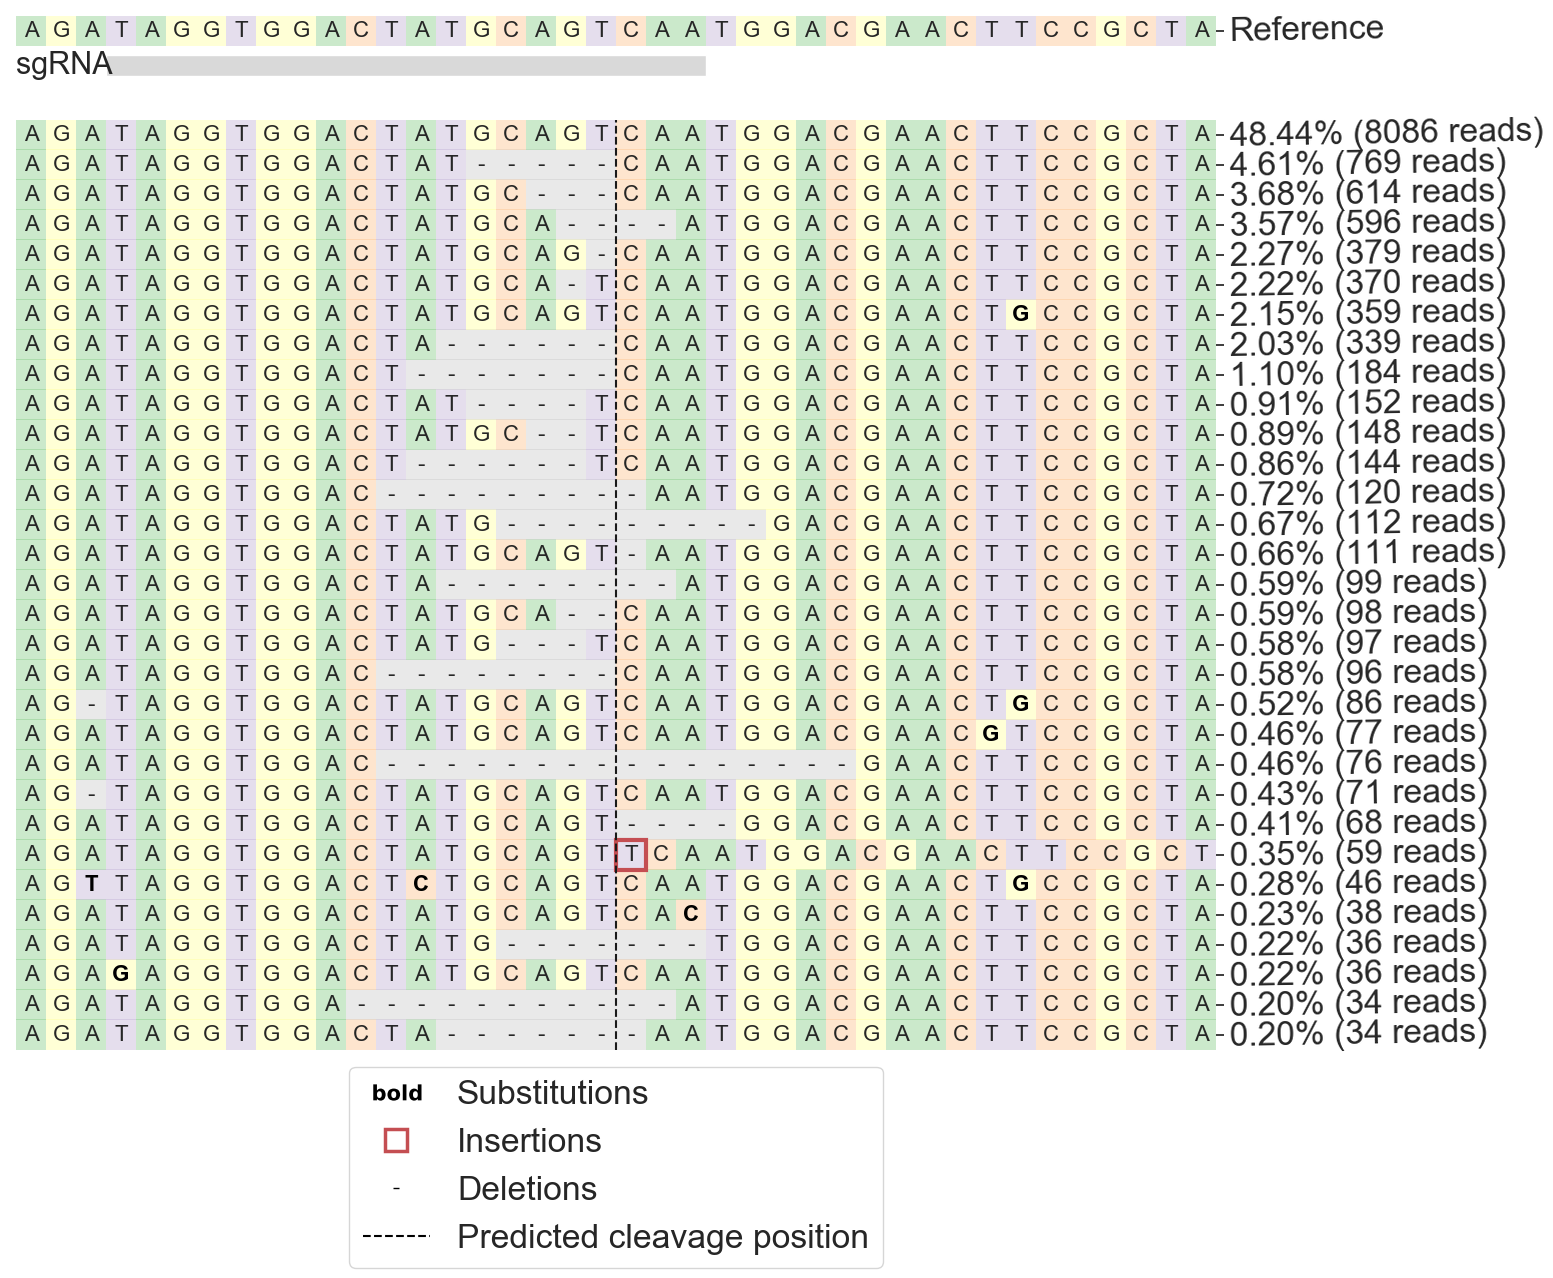 A G A T A G G T G G A C T A T G C A G T C A A T G G A C G A A C T T C C G C T A Reference
sgRNA
A G A T A G G T G G A C T A T G C A G T C A A T G G A C G A A C T T C C G C T A 48.44% (8086 reads)
A G A T A G G T G G A C T A T - - - - - C A A T G G A C G A A C T T C C G C T A 4.61% (769 reads)
A G A T A G G T G G A C T A T G C - - - C A A T G G A C G A A C T T C C G C T A 3.68% (614 reads)
A G A T A G G T G G A C T A T G C A - - - - A T G G A C G A A C T T C C G C T A 3.57% (596 reads)
A G A T A G G T G G A C T A T G C A G - C A A T G G A C G A A C T T C C G C T A 2.27% (379 reads)
A G A T A G G T G G A C T A T G C A - T C A A T G G A C G A A C T T C C G C T A 2.22% (370 reads)
A G A T A G G T G G A C T A T G C A G T C A A T G G A C G A A C T G C C G C T A 2.15% (359 reads)
A G A T A G G T G G A C T A - - - - - - C A A T G G A C G A A C T T C C G C T A 2.03% (339 reads)
A G A T A G G T G G A C T - - - - - - - C A A T G G A C G A A C T T C C G C T A 1.10% (184 reads)
A G A T A G G T G G A C T A T - - - - T C A A T G G A C G A A C T T C C G C T A 0.91% (152 reads)
A G A T A G G T G G A C T A T G C - - T C A A T G G A C G A A C T T C C G C T A 0.89% (148 reads)
A G A T A G G T G G A C T - - - - - - T C A A T G G A C G A A C T T C C G C T A 0.86% (144 reads)
A G A T A G G T G G A C - - - - - - - - - A A T G G A C G A A C T T C C G C T A 0.72% (120 reads)
A G A T A G G T G G A C T A T G - - - - - - - - - G A C G A A C T T C C G C T A 0.67% (112 reads)
A G A T A G G T G G A C T A T G C A G T - A A T G G A C G A A C T T C C G C T A 0.66% (111 reads)
A G A T A G G T G G A C T A - - - - - - - - A T G G A C G A A C T T C C G C T A 0.59% (99 reads)
A G A T A G G T G G A C T A T G C A - - C A A T G G A C G A A C T T C C G C T A 0.59% (98 reads)
A G A T A G G T G G A C T A T G - - - T C A A T G G A C G A A C T T C C G C T A 0.58% (97 reads)
A G A T A G G T G G A C - - - - - - - - C A A T G G A C G A A C T T C C G C T A 0.58% (96 reads)
A G - T A G G T G G A C T A T G C A G T C A A T G G A C G A A C T G C C G C T A 0.52% (86 reads)
A G A T A G G T G G A C T A T G C A G T C A A T G G A C G A A C G T C C G C T A 0.46% (77 reads)
A G A T A G G T G G A C - - - - - - - - - - - - - - - - G A A C T T C C G C T A 0.46% (76 reads)
A G - T A G G T G G A C T A T G C A G T C A A T G G A C G A A C T T C C G C T A 0.43% (71 reads)
A G A T A G G T G G A C T A T G C A G T - - - - G G A C G A A C T T C C G C T A 0.41% (68 reads)
A G A T A G G T G G A C T A T G C A G T T C A A T G G A C G A A C T T C C G C T 0.35% (59 reads)
A G T T A G G T G G A C T C T G C A G T C A A T G G A C G A A C T G C C G C T A 0.28% (46 reads)
A G A T A G G T G G A C T A T G C A G T C A C T G G A C G A A C T T C C G C T A 0.23% (38 reads)
A G A T A G G T G G A C T A T G - - - - - - - T G G A C G A A C T T C C G C T A 0.22% (36 reads)
A G A G A G G T G G A C T A T G C A G T C A A T G G A C G A A C T T C C G C T A 0.22% (36 reads)
A G A T A G G T G G A - - - - - - - - - - - A T G G A C G A A C T T C C G C T A 0.20% (34 reads)
A G A T A G G T G G A C T A - - - - - - - A A T G G A C G A A C T T C C G C T A 0.20% (34 reads)
bold Substitutions
Insertions
- Deletions
Predicted cleavage position